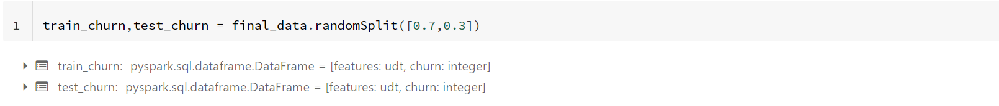 1 train_churn,test_churn = final_data.randomSplit([0.7,0.3])
train_churn: pyspark.sql.dataframe.DataFrame = [features: udt, churn: integer]
test_churn: pyspark.sql.dataframe.DataFrame = [features: udt, churn: integer]